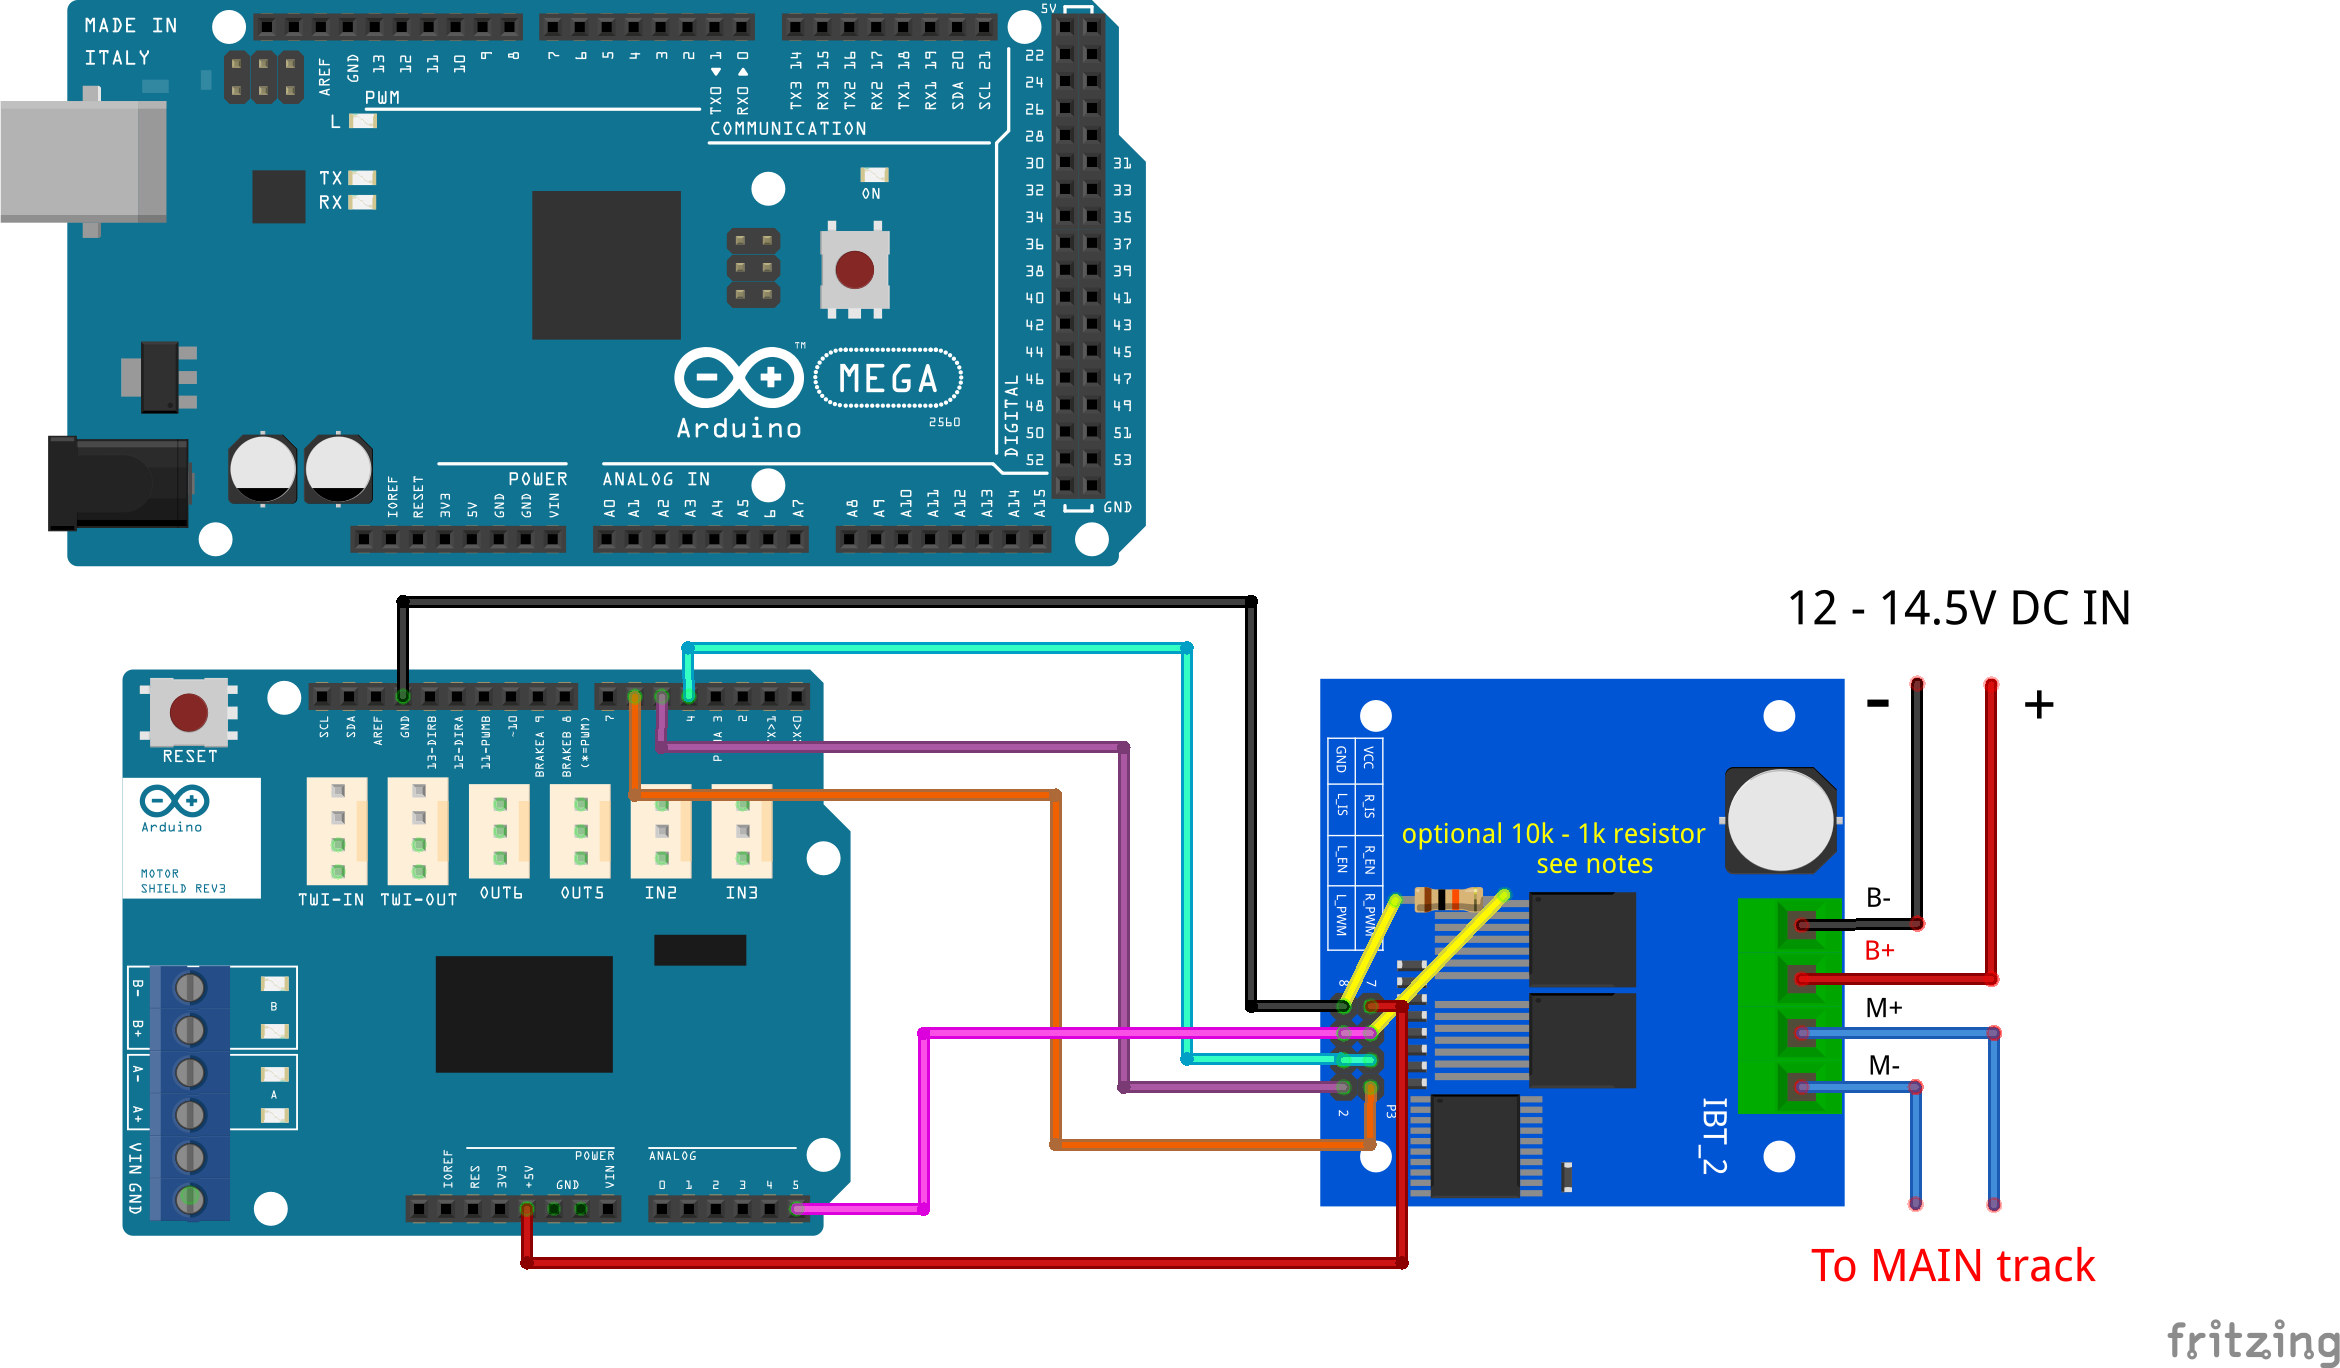 MADE IN
ITALY
AREF
GND
13
12
11
10
9
8
7
6
5
4
3
2
TX0 1
RX0 0
TX3 14
RX3 15
TX2 16
RX2 17
TX1 18
RX1 19
SDA 20
SCL 21
5V
PWM
COMMUNICATION
L
TX
RX
ON
22
24
26
28
30 31
32 33
34 35
36 37
38 39
40 41
42 43
44 45
46 47
48 49
50 51
52 53
GND
DIGITAL
TM
MEGA
Arduino
2560
POWER
ANALOG IN
IOREF
RESET
3V3
5V
GND
GND
VIN
A0
A1
A2
A3
A4
A5
A7
A8
A9
A10
A11
A12
A13
A14
A15
12 - 14.5V DC IN
- +
RESET
SCL
SDA
AREF
GND
13-DIRB
12-DIRA
11-PWMB
~10
BRAKEA 9
BRAKEB 8
(*=PWM)
7
4
2
Arduino
MOTOR
SHIELD REV3
TWI-IN
TWI-OUT
OUT6
OUT5
IN2
IN3
B-
B+
A-
A+
VIN
GND
B
A
POWER
ANALOG
IOREF
RES
3V3
+5V
GND
VIN
0
1
2
3
4
5
GND VCC
L_IS R_IS
L_EN R_EN
L_PWM R_PWM
optional 10k - 1k resistor
see notes
8 7
2
P3
IBT_2
B-
B+
M+
M-
To MAIN track
fritzing